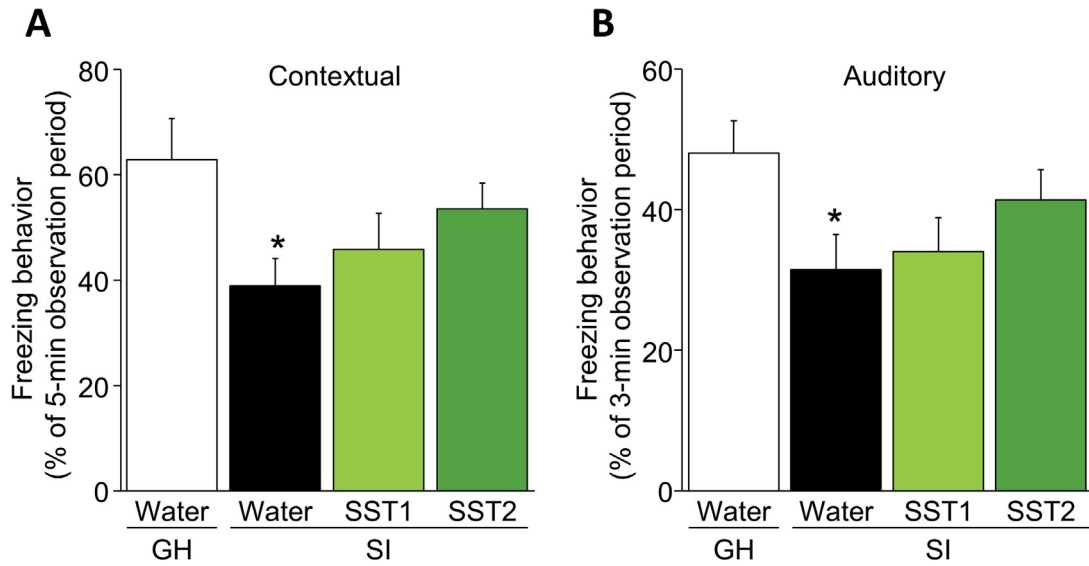 A
Contextual
Freezing behavior
(% of 5-min observation period)
80
60
40
20
0
*
Water Water SST1 SST2
GH SI
B
Auditory
Freezing behavior
(% of 3-min observation period)
60
40
20
0
*
Water Water SST1 SST2
GH SI